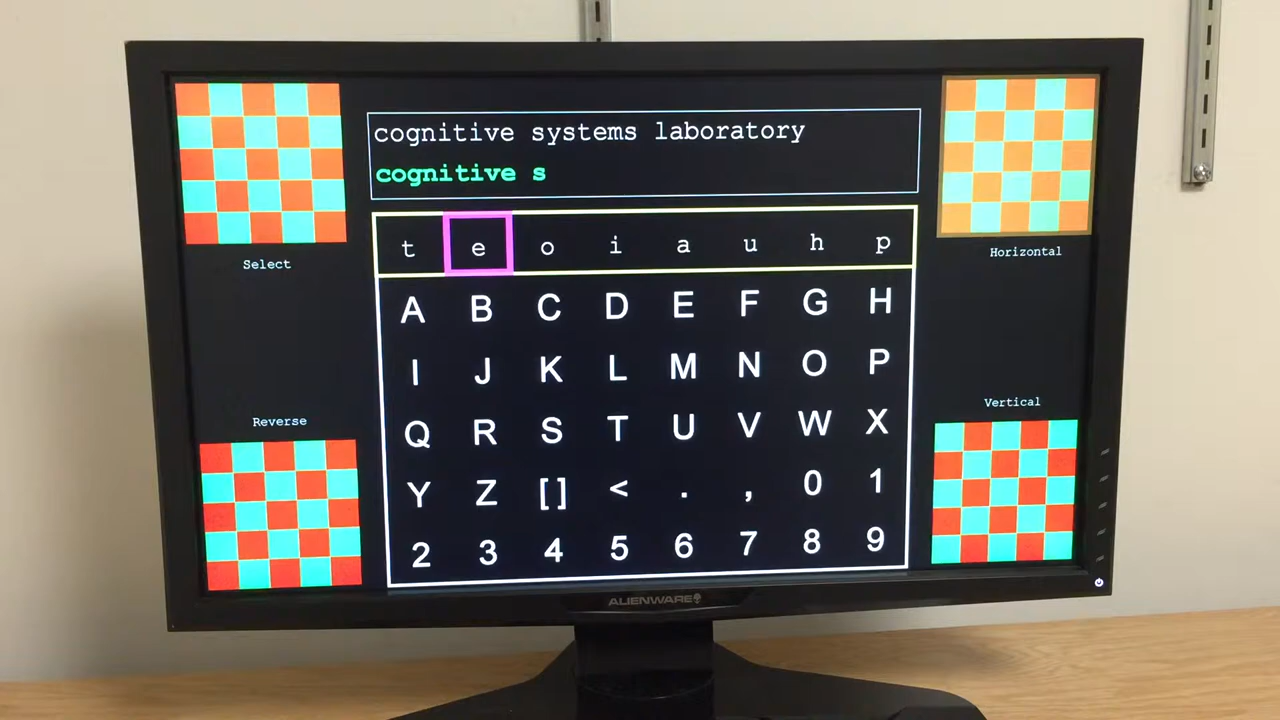 cognitive systems laboratory
cognitive s
t e o i a u h p
A B C D E F G H
I J K L M N O P
Q R S T U V W X
Y Z [] < . , 0 1
2 3 4 5 6 7 8 9
Select
Horizontal
Reverse
Vertical
ALIENWARE